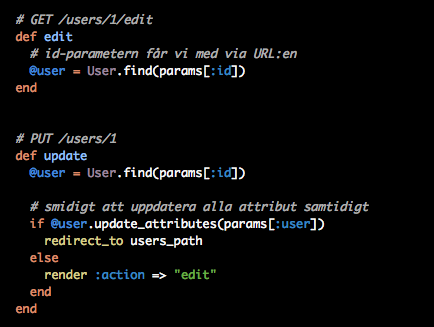 # GET /users/1/edit
def edit
  # id-parametern får vi med via URL:en
  @user = User.find(params[:id])
end
# PUT /users/1
def update
  @user = User.find(params[:id])
  # smidigt att uppdatera alla attribut samtidigt
  if @user.update_attributes(params[:user])
    redirect_to users_path
  else
    render :action => "edit"
  end
end